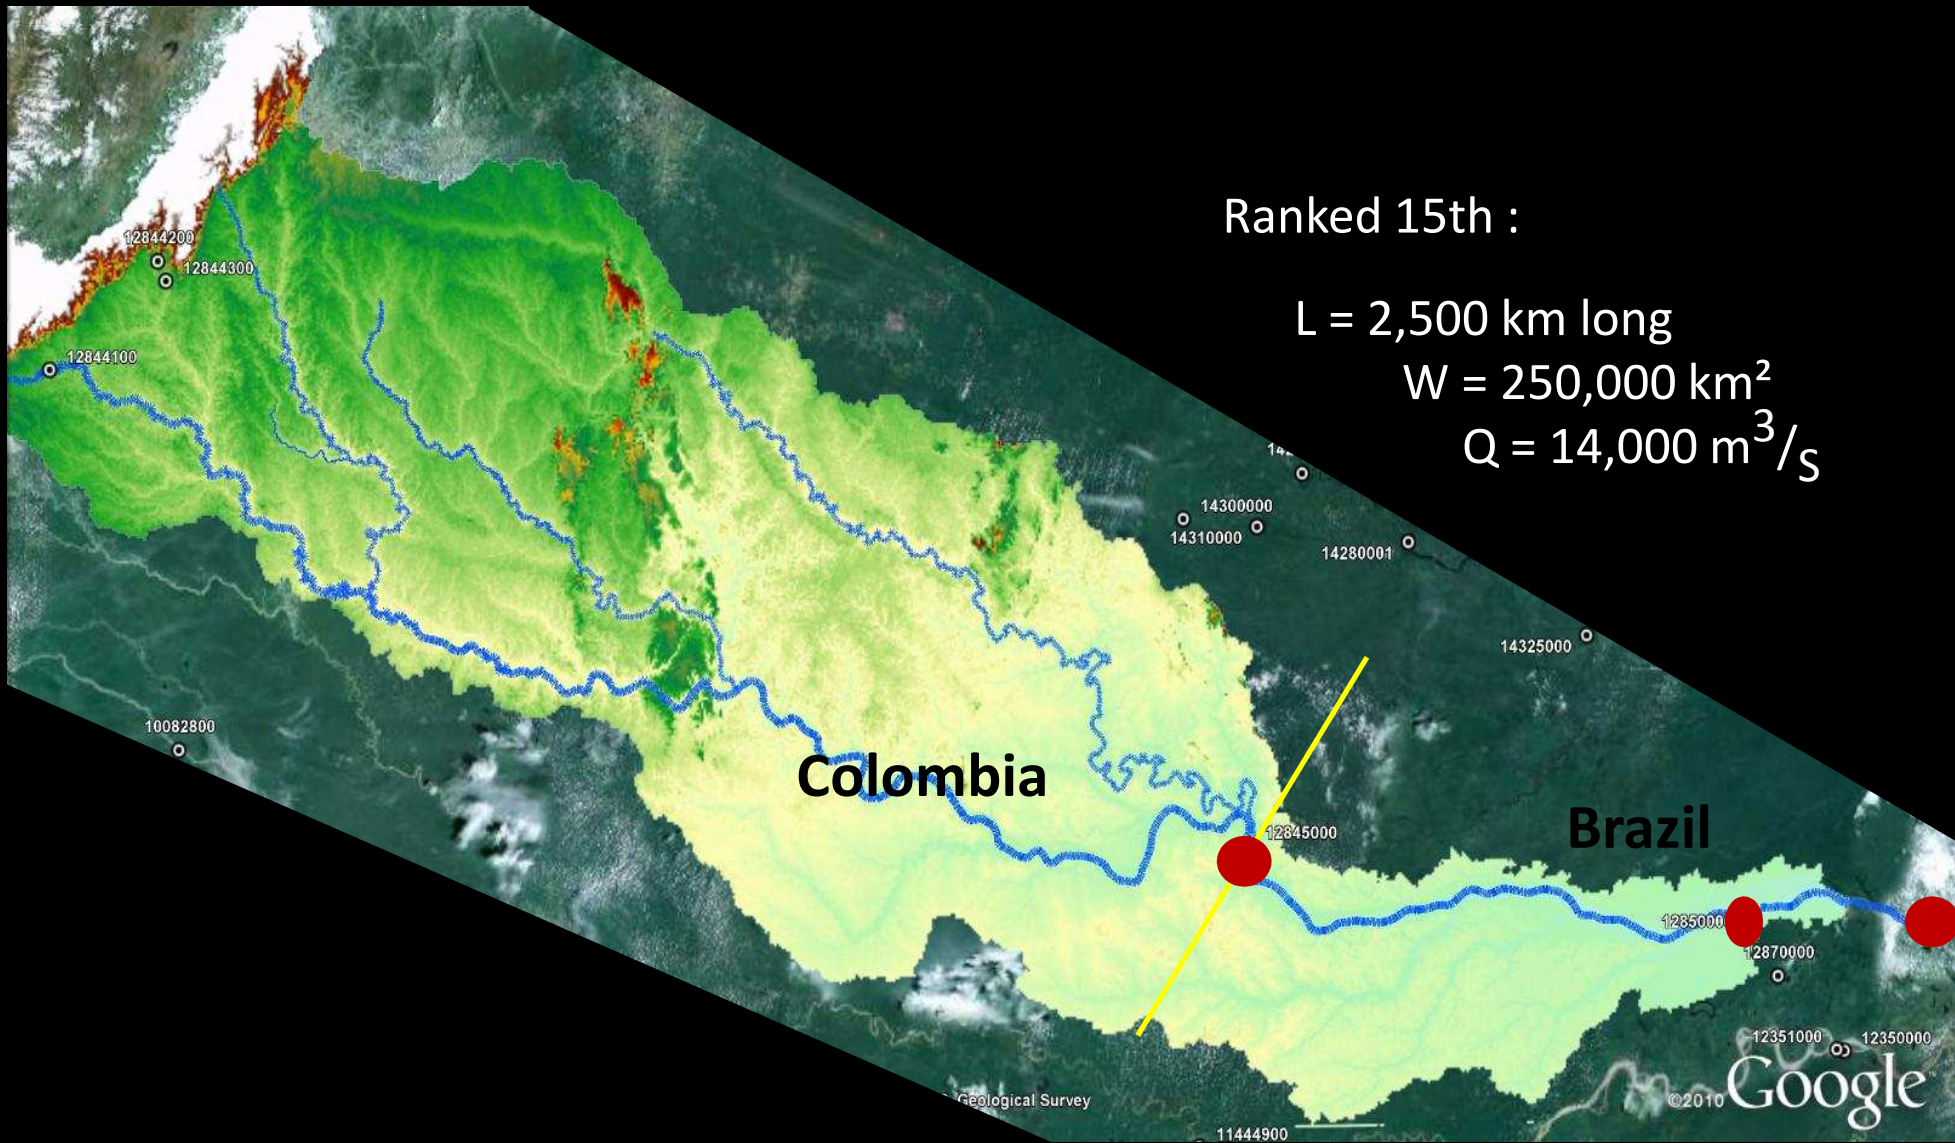 Ranked 15th :
L = 2,500 km long
W = 250,000 km²
Q = 14,000 m³/s
12844200
12844300
12844100
14300000
14310000
14280001
14325000
10082800
Colombia
Brazil
12845000
1285000
12870000
12351000
12350000
Geological Survey
©2010 Google
11444900